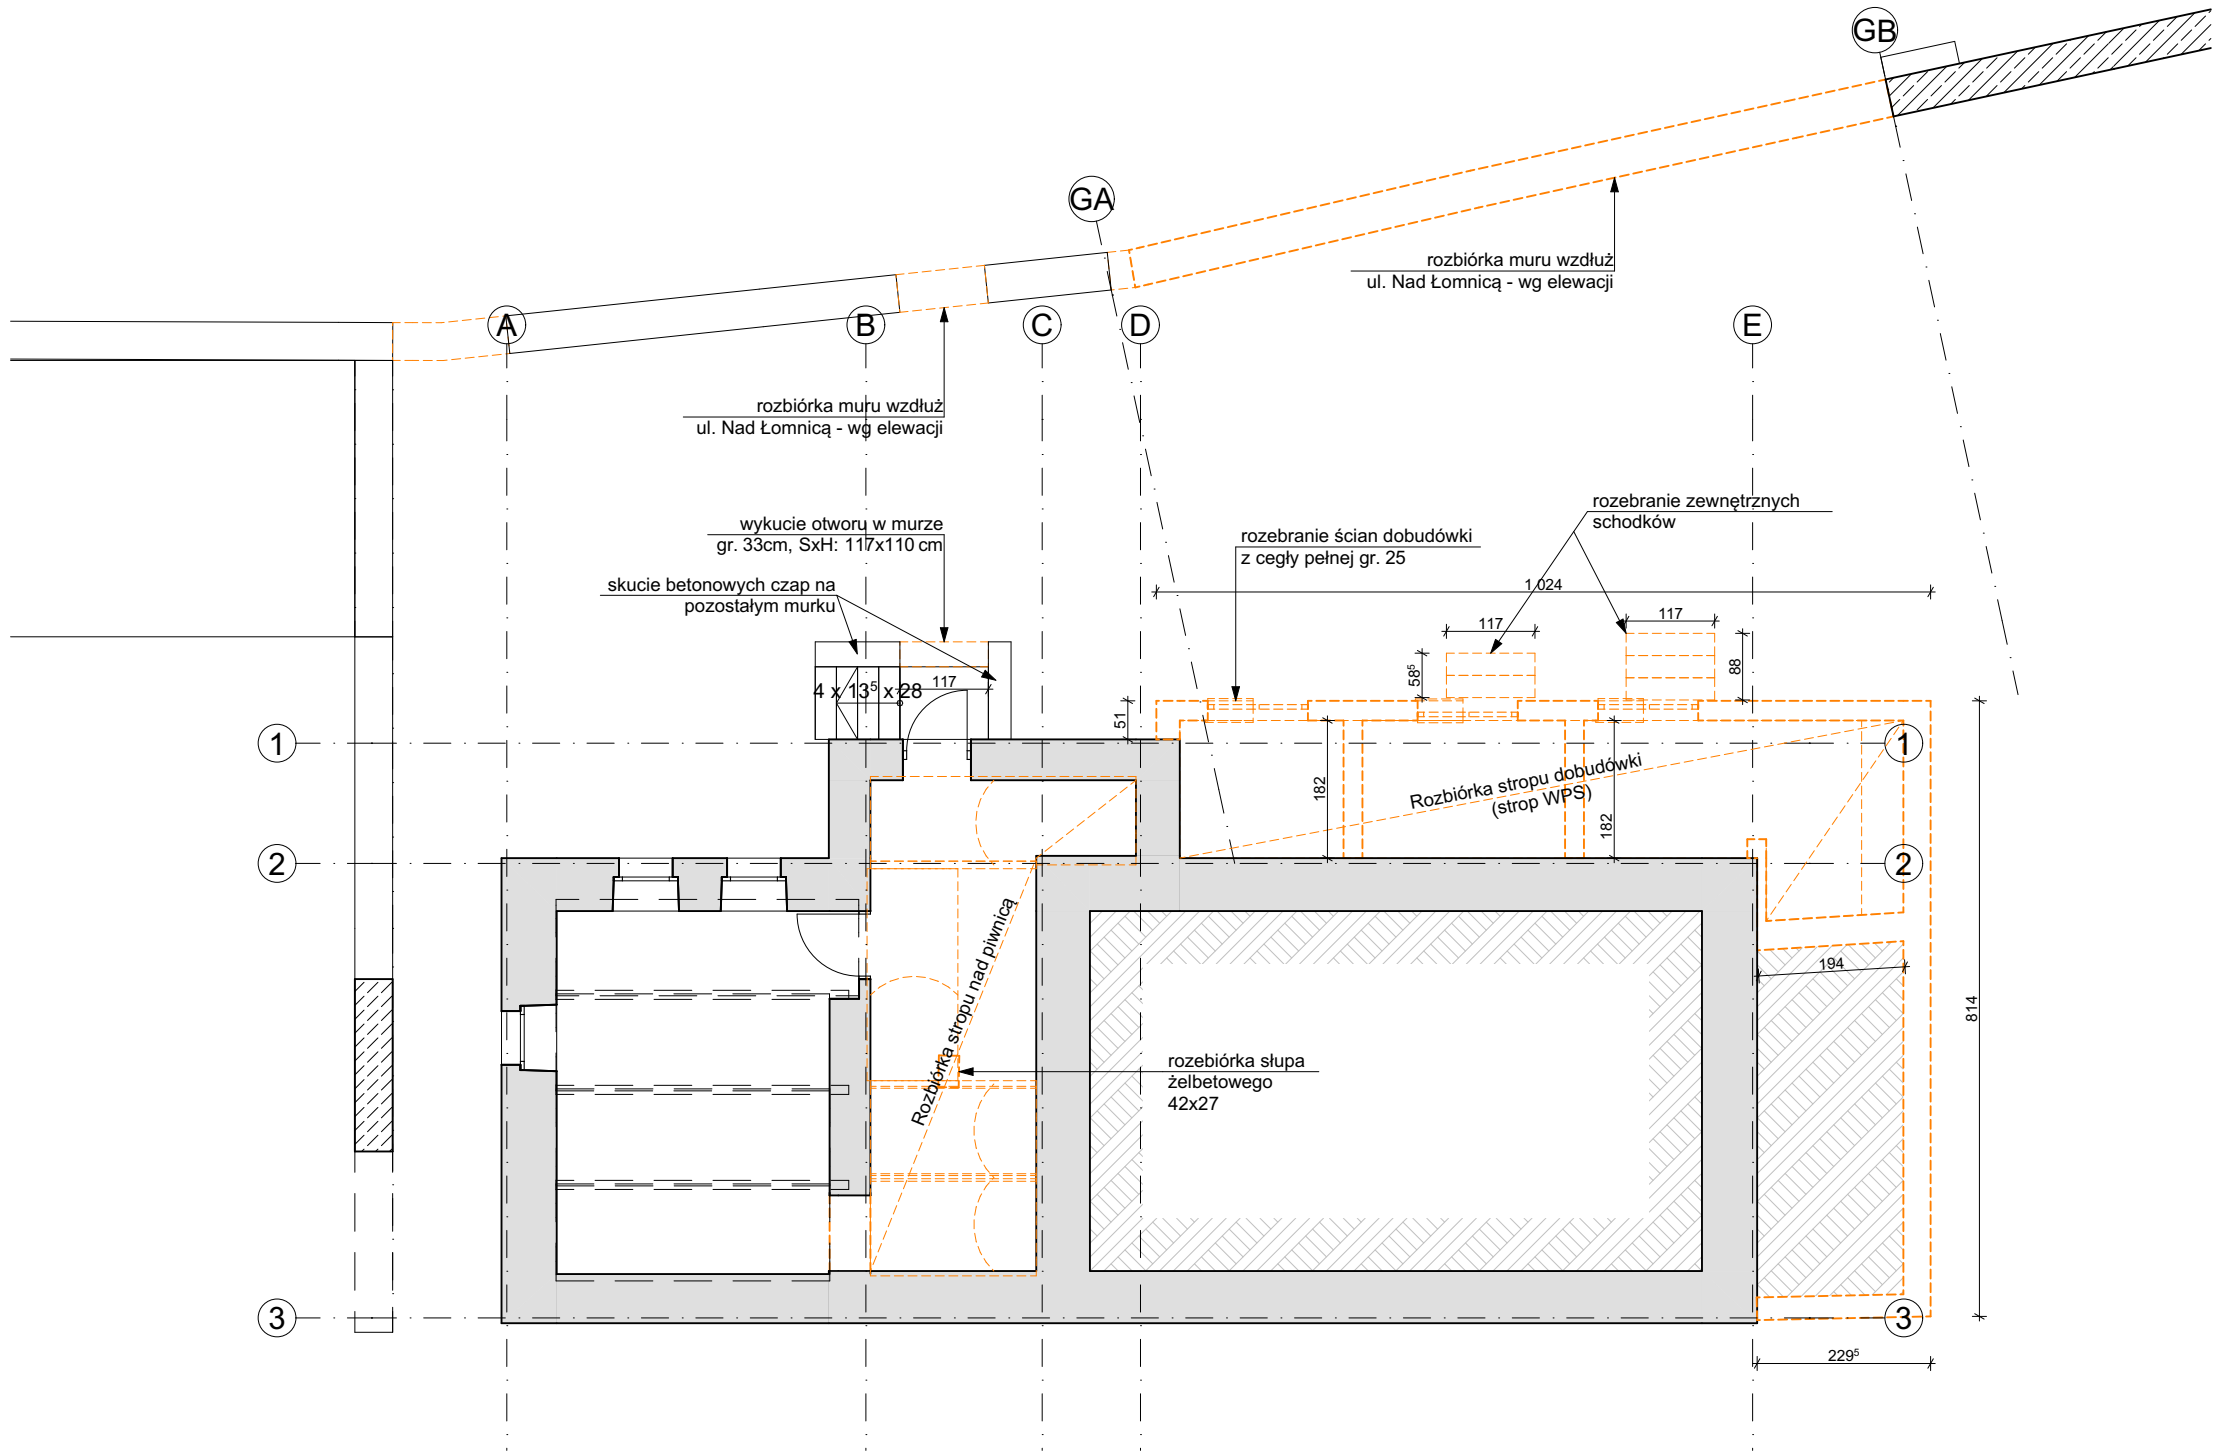 GB
GA
rozbiórka muru wzdłuż
ul. Nad Łomnicą - wg elewacji
A
B
C
D
E
rozbiórka muru wzdłuż
ul. Nad Łomnicą - wg elewacji
wykucie otworu w murze
gr. 33cm, SxH: 117x110 cm
skucie betonowych czap na
pozostałym murku
rozebranie ścian dobudówki
z cegły pełnej gr. 25
rozebranie zewnętrznych
schodków
1 024
117
117
58⁵
88
4 x 13⁵ x 28
117
51
1
1
182
182
Rozbiórka stropu dobudówki
(strop WPS)
2
2
Rozbiórka stropu nad piwnicą
194
814
rozebiórka słupa
żelbetowego
42x27
3
3
229⁵